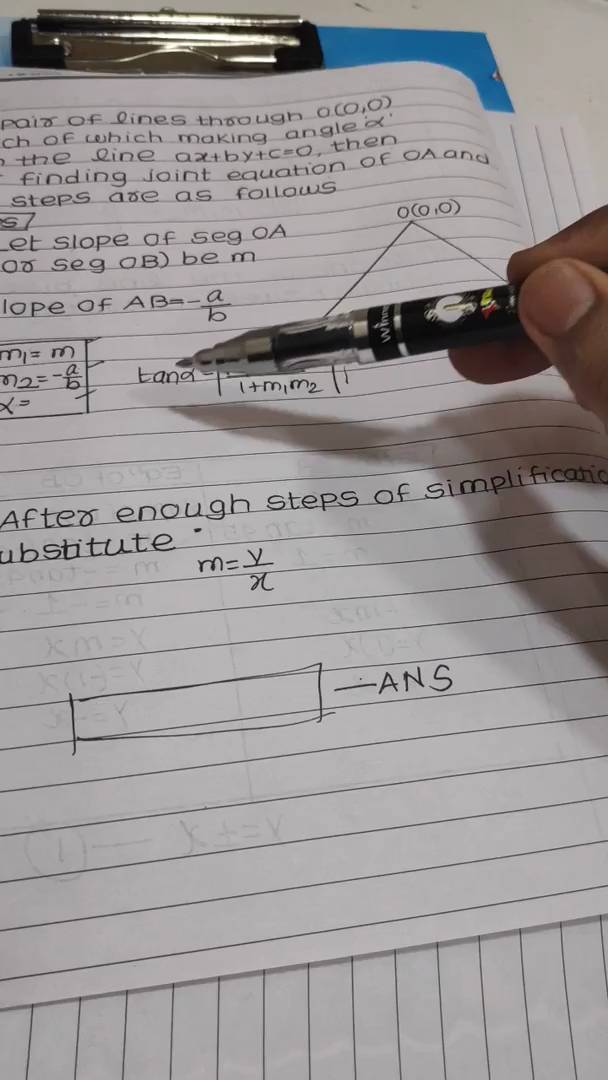 pair of lines through O(0,0)
ch of which making angle 'α'
the line ax+by+c=0, then
finding joint equation of OA and
steps are as follows
O(0,0)
Let slope of seg OA
or seg OB) be m
lope of AB=-a/b
m₁=m
m₂=-a/b
α=
tanα=| /1+m₁m₂|
After enough steps of simplificatio
ubstitute
m=y/x
-ANS
Winne